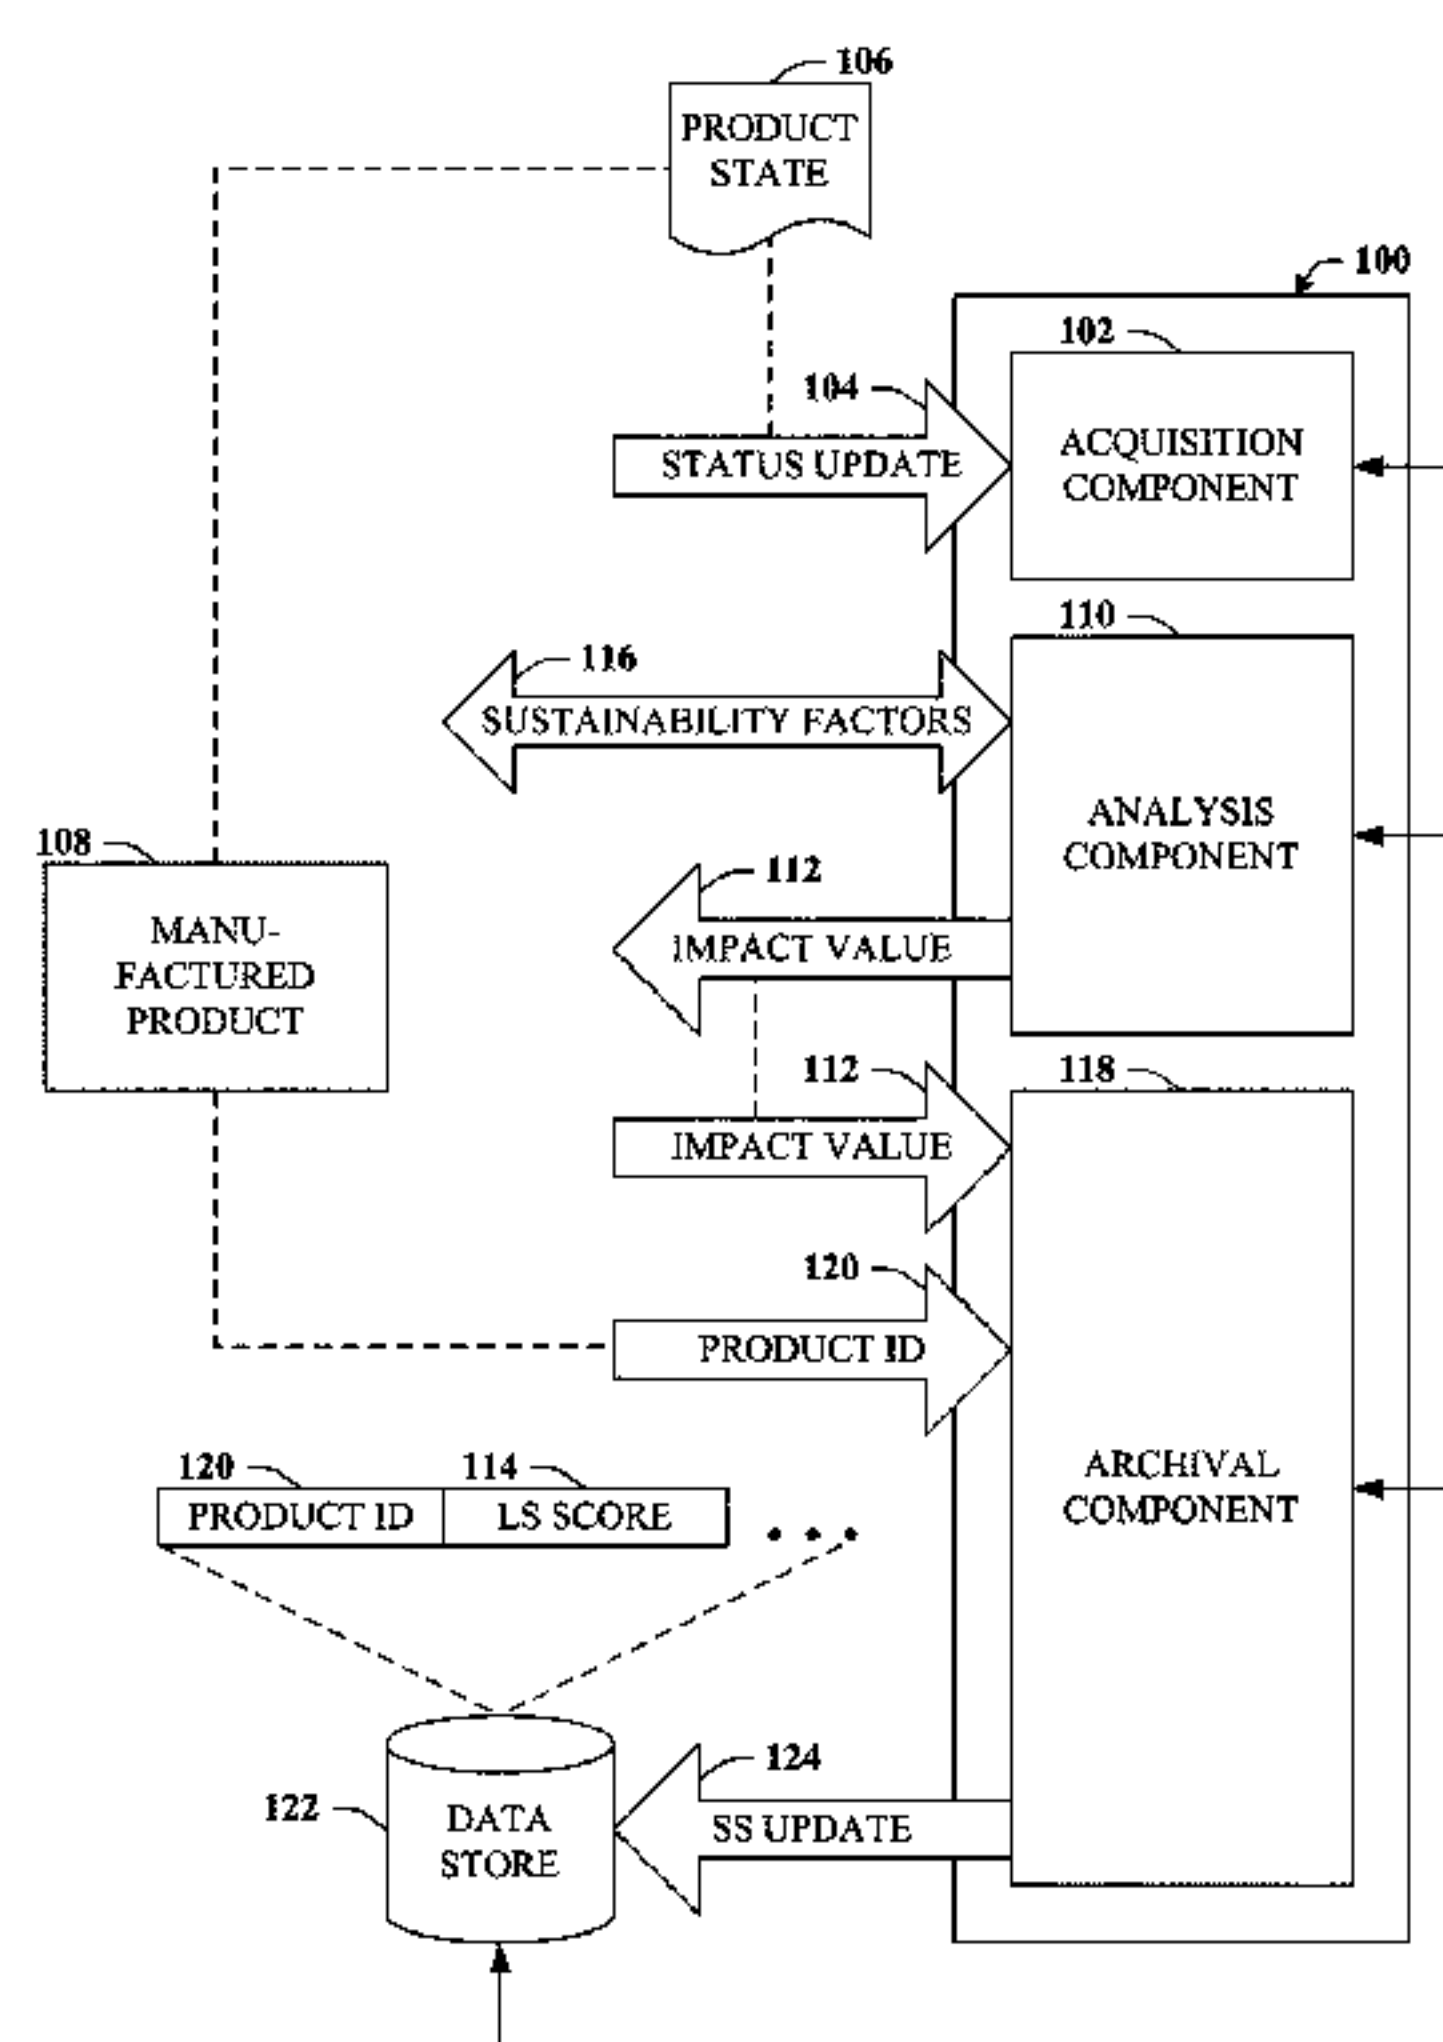 106
PRODUCT
STATE
100
102
104
ACQUISITION
COMPONENT
STATUS UPDATE
110
116
SUSTAINABILITY FACTORS
ANALYSIS
COMPONENT
108
112
MANU-
FACTURED
PRODUCT
IMPACT VALUE
112
118
IMPACT VALUE
120
PRODUCT ID
120
114
PRODUCT ID
LS SCORE
ARCHIVAL
COMPONENT
124
122
DATA
STORE
SS UPDATE